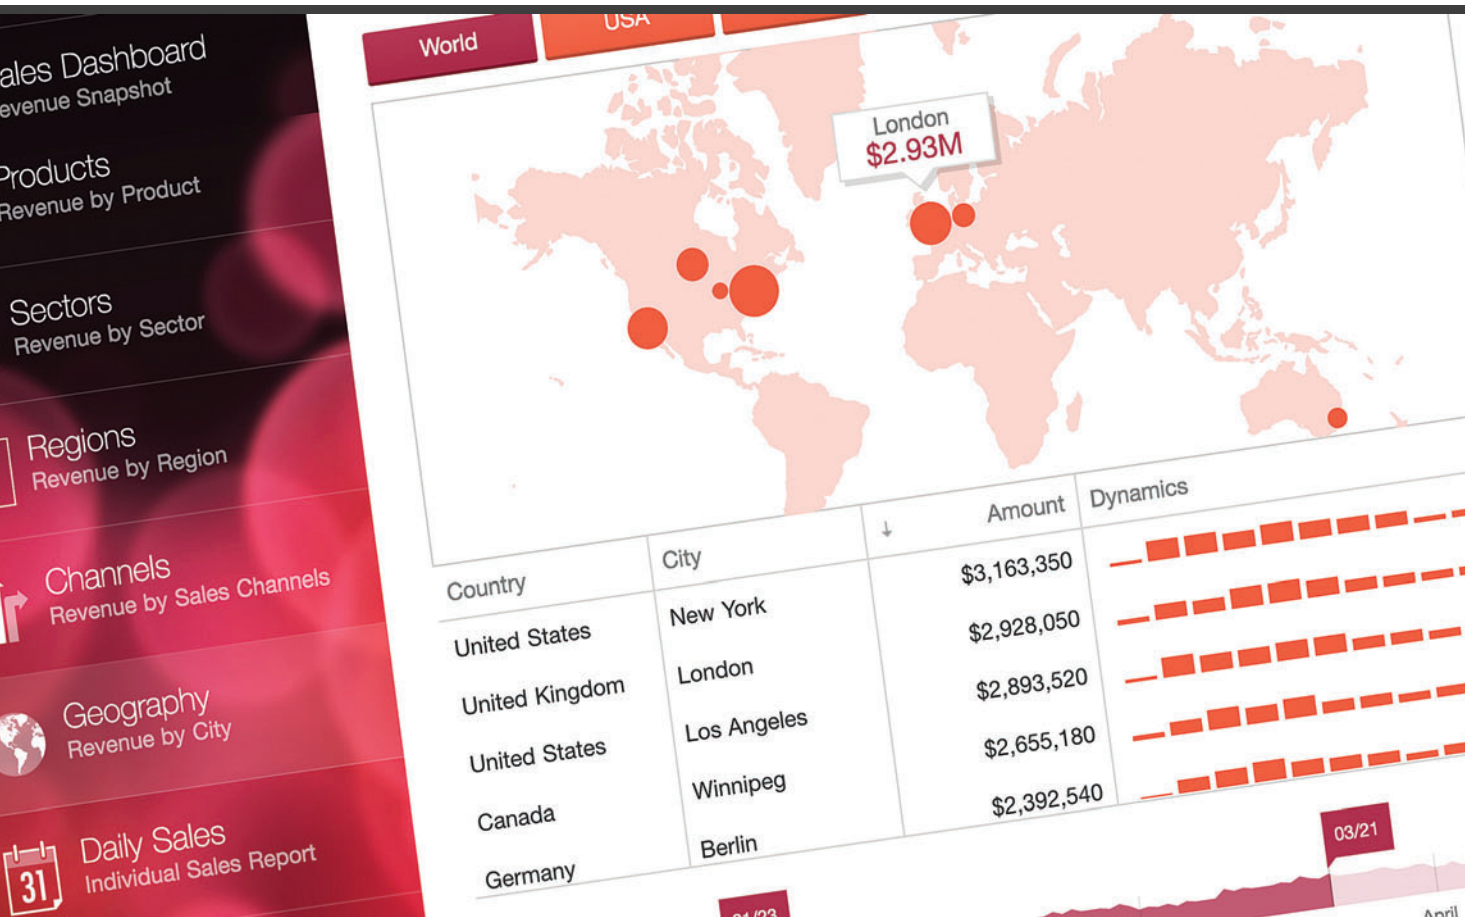 ales Dashboard
evenue Snapshot
Products
Revenue by Product
Sectors
Revenue by Sector
Regions
Revenue by Region
Channels
Revenue by Sales Channels
Geography
Revenue by City
31
Daily Sales
Individual Sales Report
World
USA
London
$2.93M
Country City ↓ Amount Dynamics
United States New York $3,163,350
United Kingdom London $2,928,050
United States Los Angeles $2,893,520
Canada Winnipeg $2,655,180
Germany Berlin $2,392,540
03/21
April